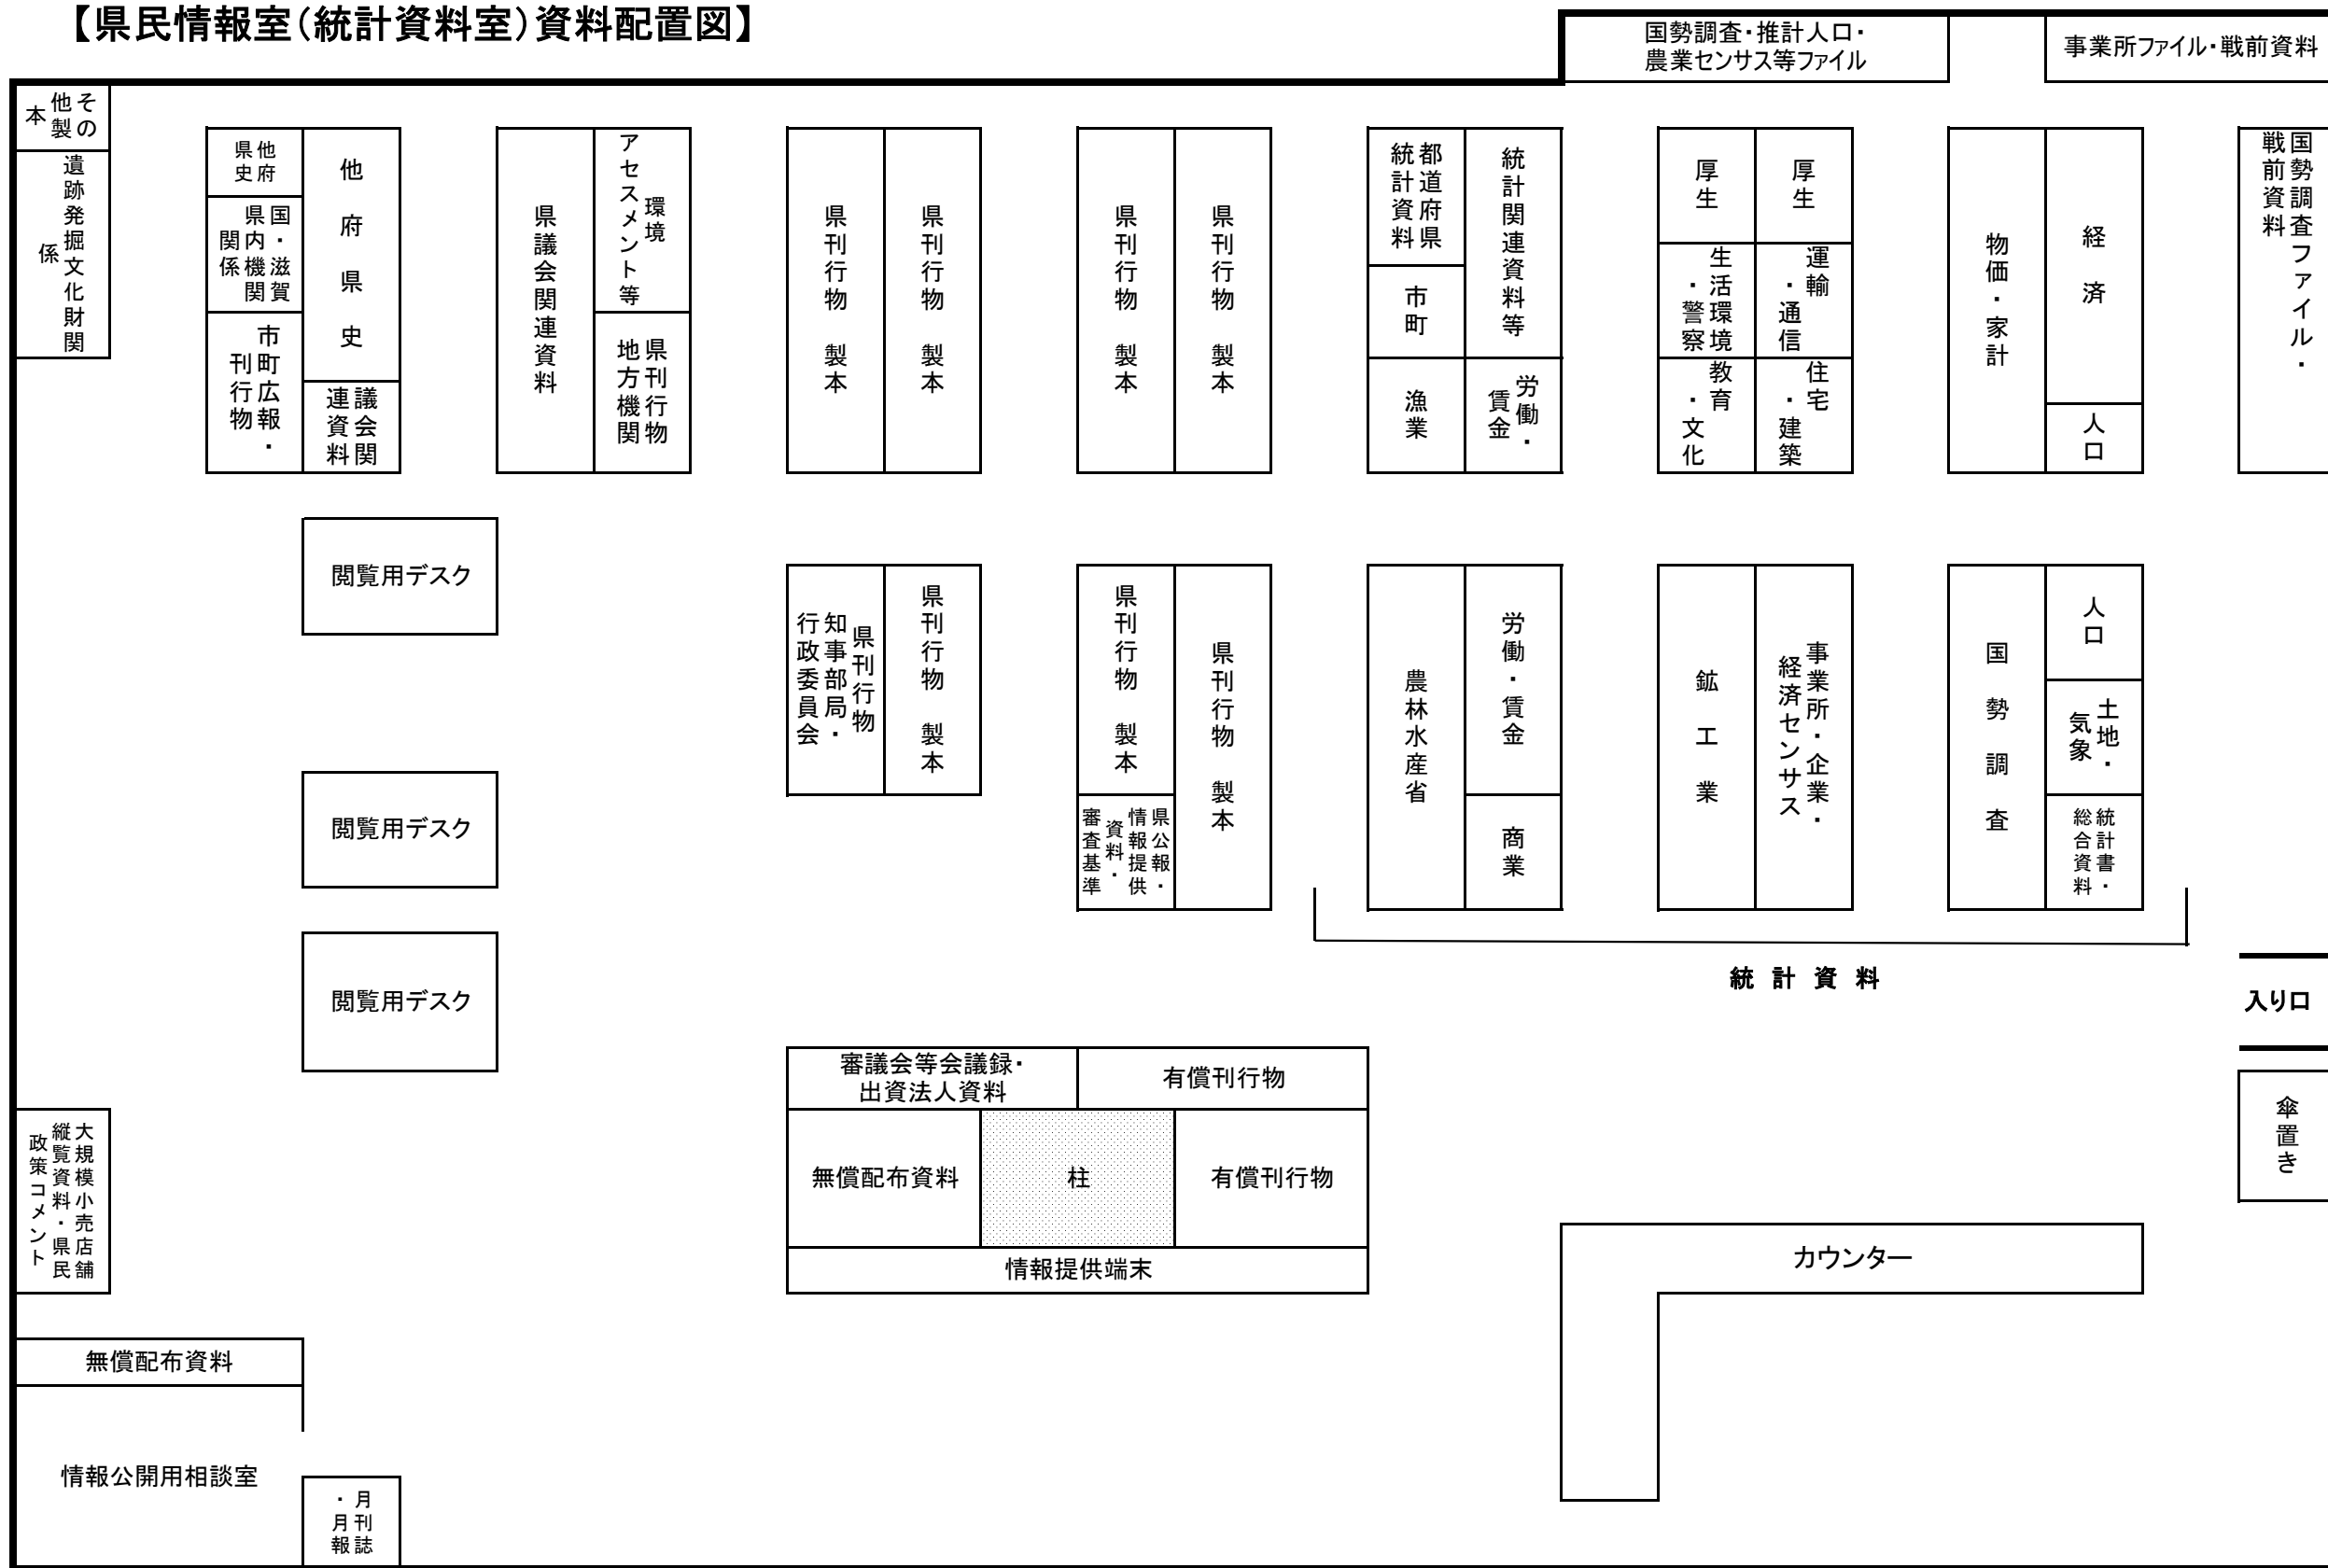 【県民情報室（統計資料室）資料配置図】
国勢調査・推計人口・
農業センサス等ファイル
事業所ファイル・戦前資料
その
他製
本
遺跡発掘文化財関
係
他府
県史
国・滋賀
県内機関
関係
市町広報・
刊行物
他府県史
議会関
連資料
県議会関連資料
環境
アセスメント等
県刊行物
地方機関
県刊行物 製本
県刊行物 製本
県刊行物 製本
県刊行物 製本
都道府県
統計資料
市町
漁業
統計関連資料等
労働・
賃金
厚生
生活環境
・警察
教育
・文化
厚生
運輸
・通信
住宅
・建築
物価・家計
経済
人口
国勢調査ファイル・
戦前資料
閲覧用デスク
閲覧用デスク
閲覧用デスク
県刊行物
知事部局・
行政委員会
県刊行物 製本
県刊行物 製本
県公報・
情報提供
資料・
審査基準
県刊行物 製本
農林水産省
労働・賃金
商業
鉱工業
事業所・企業・
経済センサス
国勢調査
人口
土地・
気象
統計書・
総合資料
統計資料
入り口
傘置き
審議会等会議録・
出資法人資料
有償刊行物
無償配布資料
柱
有償刊行物
情報提供端末
カウンター
大規模小売店舗
縦覧資料・県民
政策コメント
無償配布資料
情報公開用相談室
月刊誌
・月報